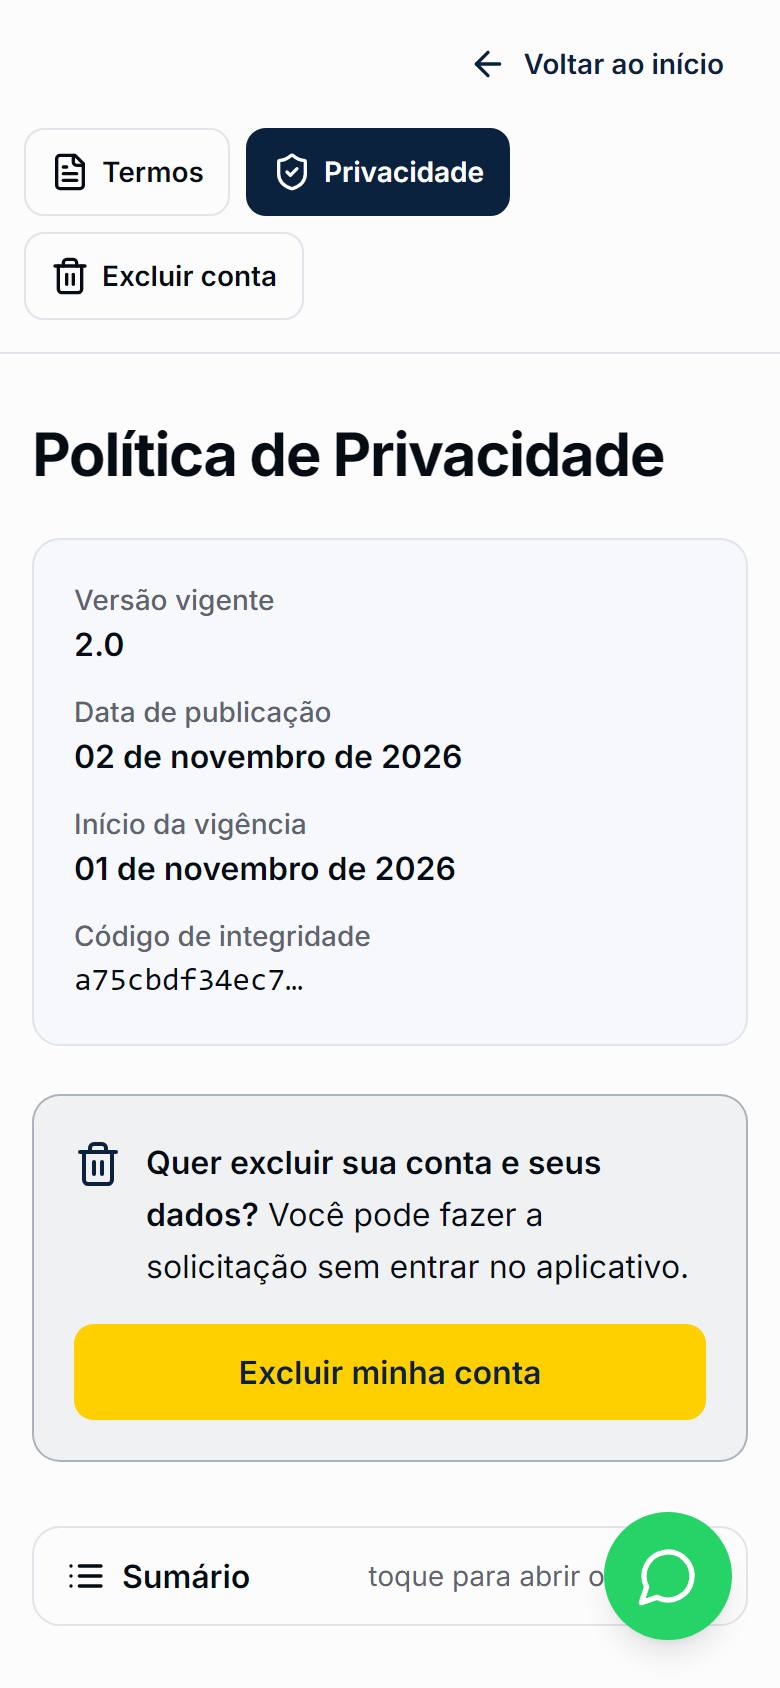 Voltar ao início
Termos
Privacidade
Excluir conta
Política de Privacidade
Versão vigente
2.0
Data de publicação
02 de novembro de 2026
Início da vigência
01 de novembro de 2026
Código de integridade
a75cbdf34ec7…
Quer excluir sua conta e seus
dados? Você pode fazer a
solicitação sem entrar no aplicativo.
Excluir minha conta
Sumário
toque para abrir o